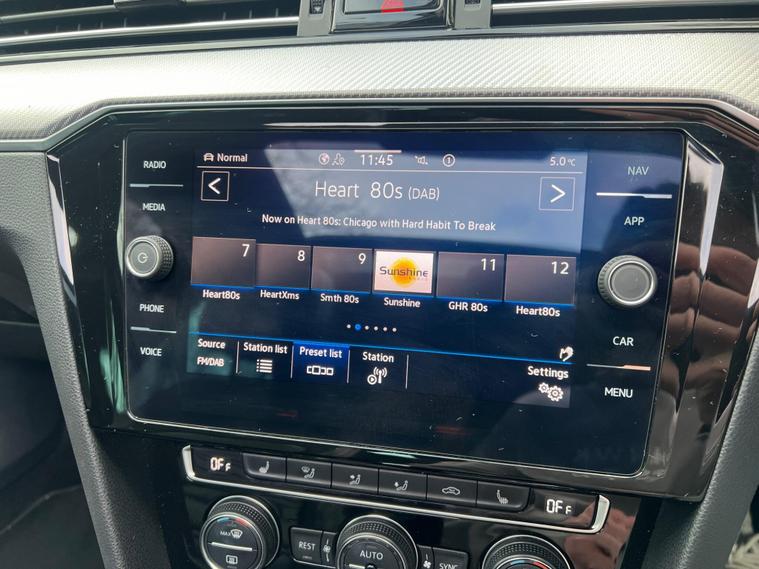 RADIO
MEDIA
PHONE
VOICE
Normal
11:45
5.0 °C
Heart 80s (DAB)
Now on Heart 80s: Chicago with Hard Habit To Break
7
8
9
Sunshine
11
12
Heart80s
HeartXms
Smth 80s
Sunshine
GHR 80s
Heart80s
Source
Station list
Preset list
Station
FM/DAB
Settings
NAV
APP
CAR
MENU
OFF
OFF
MAX
REST
AUTO
SYNC